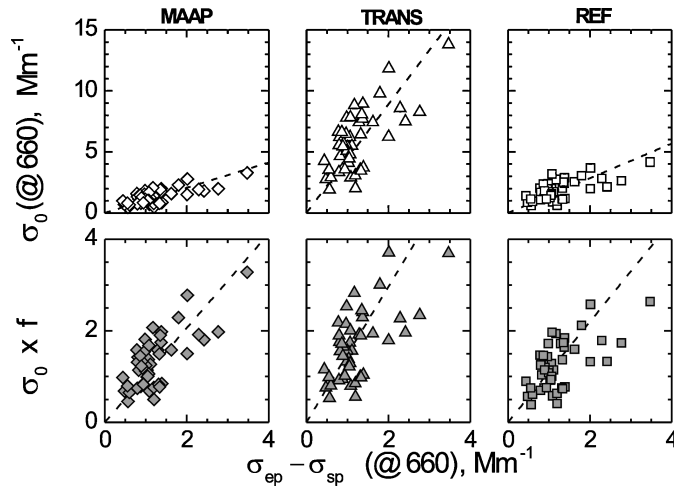 MAAP TRANS REF
σ₀ (@ 660), Mm⁻¹
15
10
5
0
σ₀ x f
4
2
0
0 2 4 0 2 4 0 2 4
σep – σsp (@ 660), Mm⁻¹